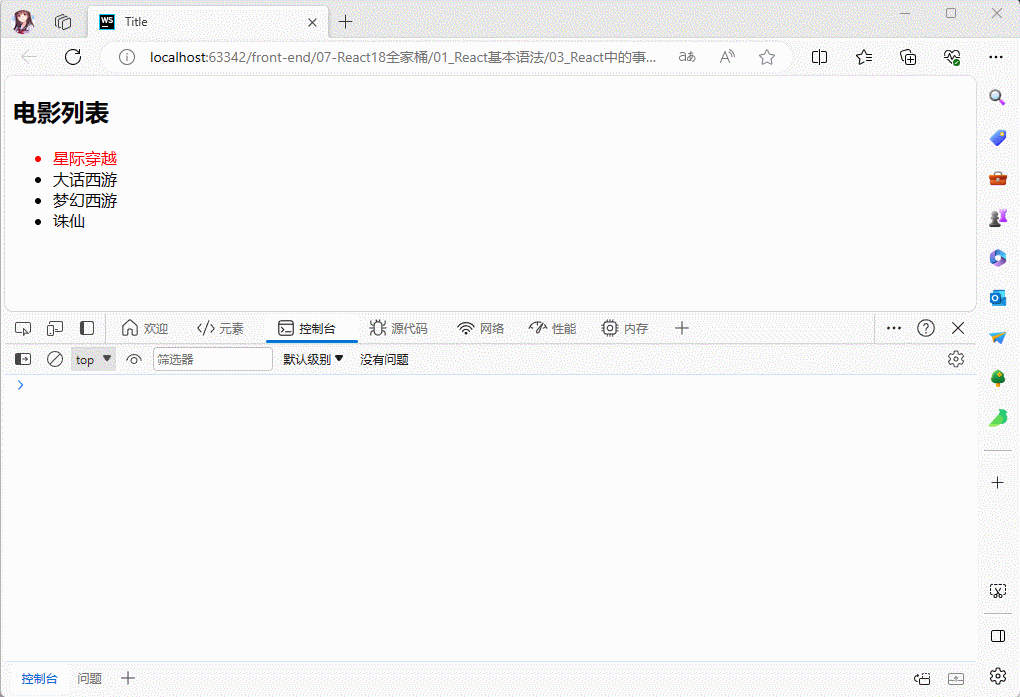 WS Title
localhost:63342/front-end/07-React18全家桶/01_React基本语法/03_React中的事... aあ A
电影列表
星际穿越
大话西游
梦幻西游
诛仙
欢迎 元素 控制台 源代码 网络 性能 内存
top 筛选器 默认级别 没有问题
控制台 问题